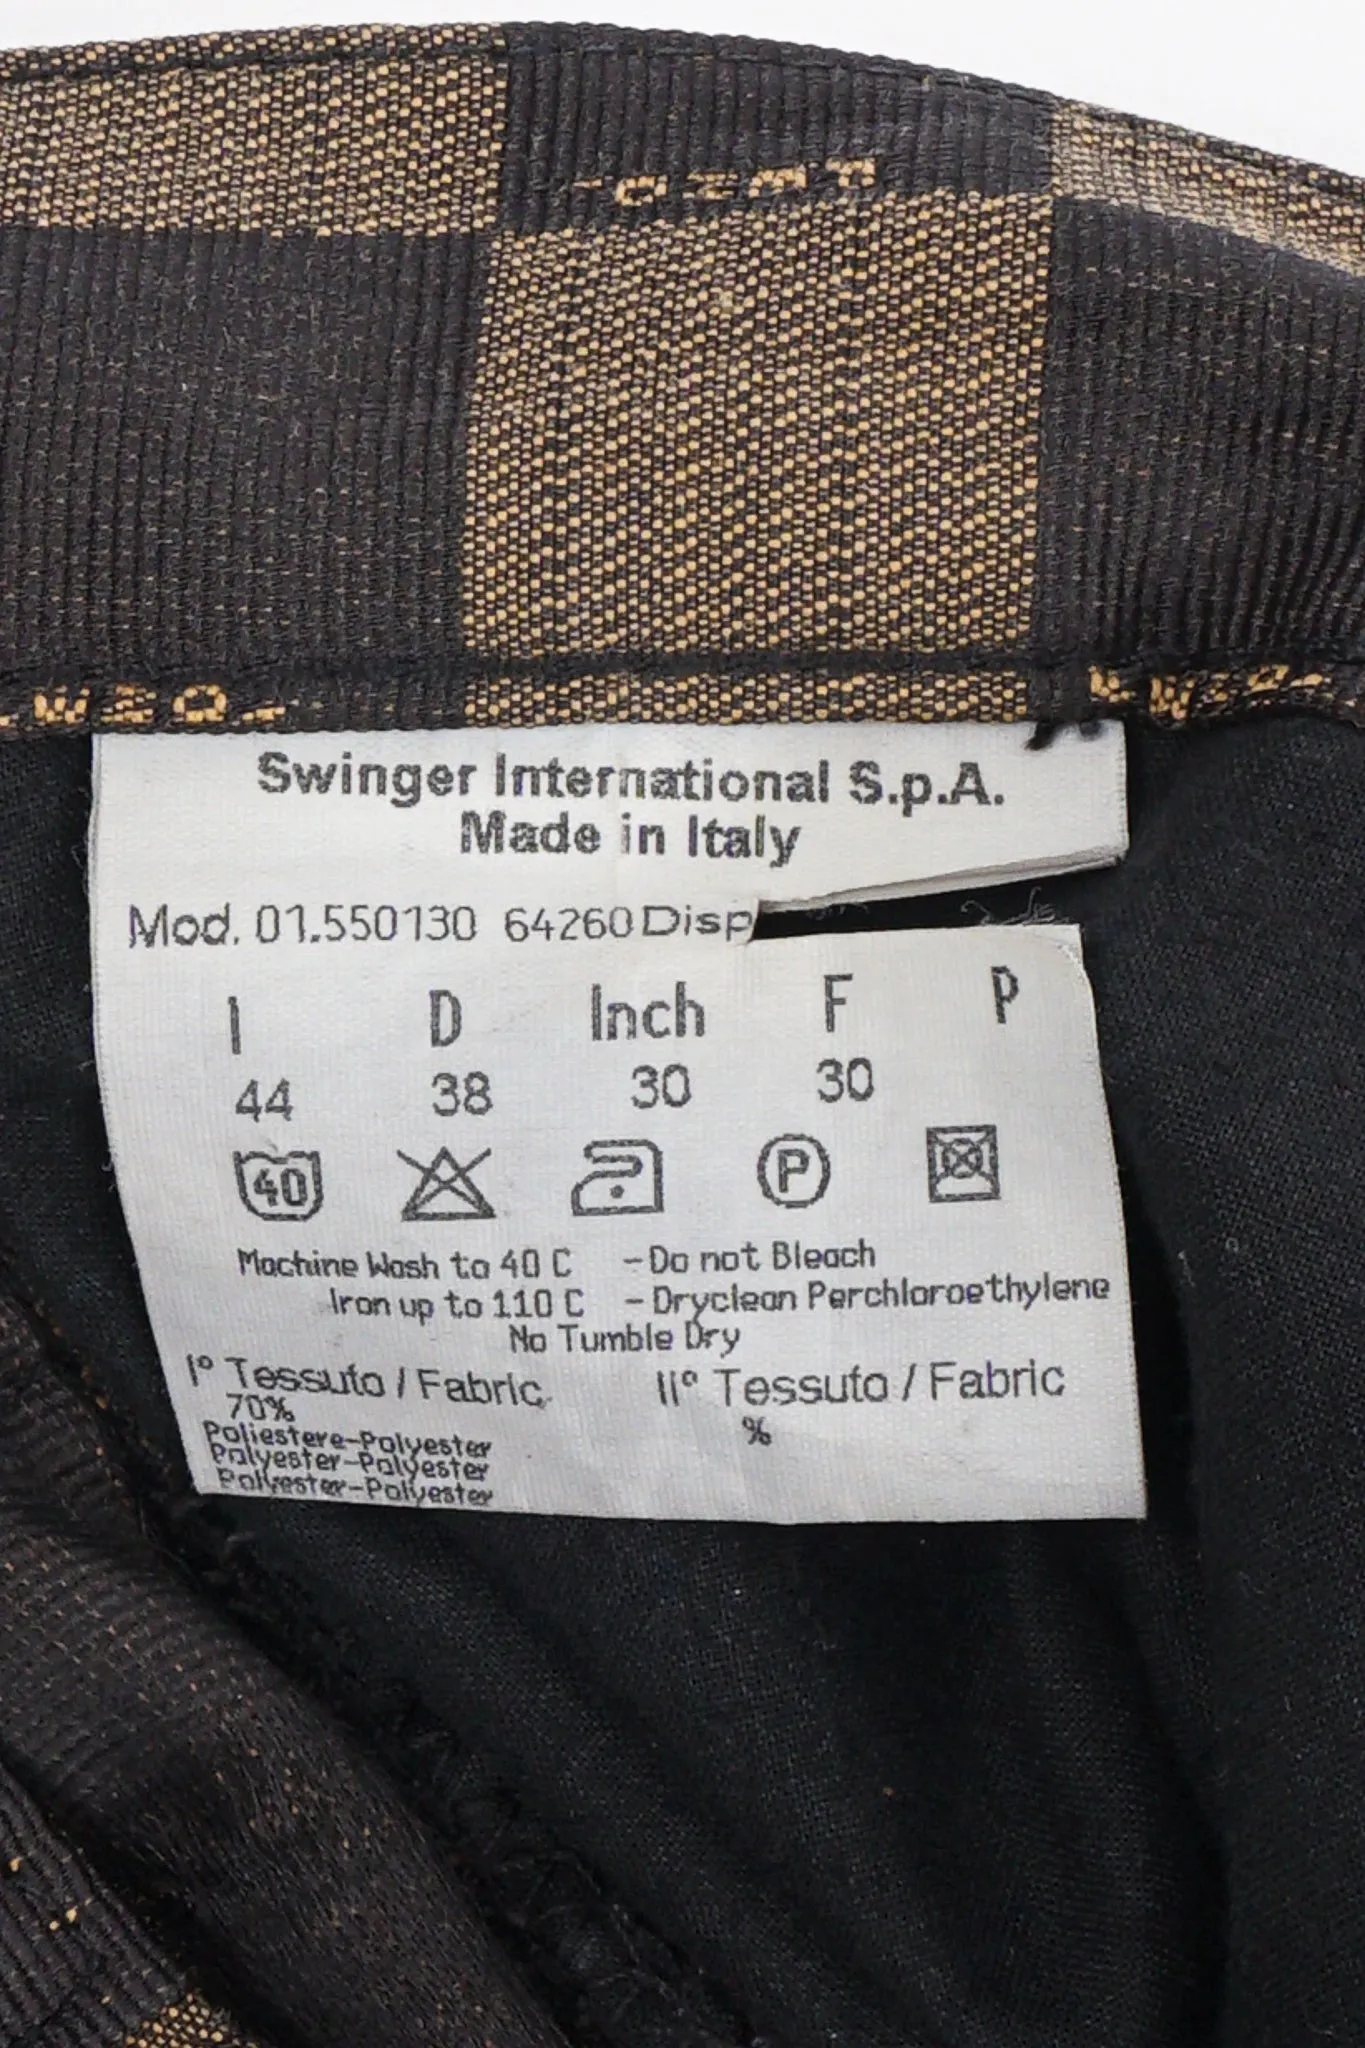 Swinger International S.p.A.
Made in Italy
Mod. 01.550130 64260 Disp
I D Inch F P
44 38 30 30
40 P
Machine Wash to 40 C - Do not Bleach
Iron up to 110 C - Dryclean Perchloroethylene
No Tumble Dry
I° Tessuto / Fabric II° Tessuto / Fabric
70% %
Poliestere-Polyester
Polyester-Polyester
Polyester-Polyester